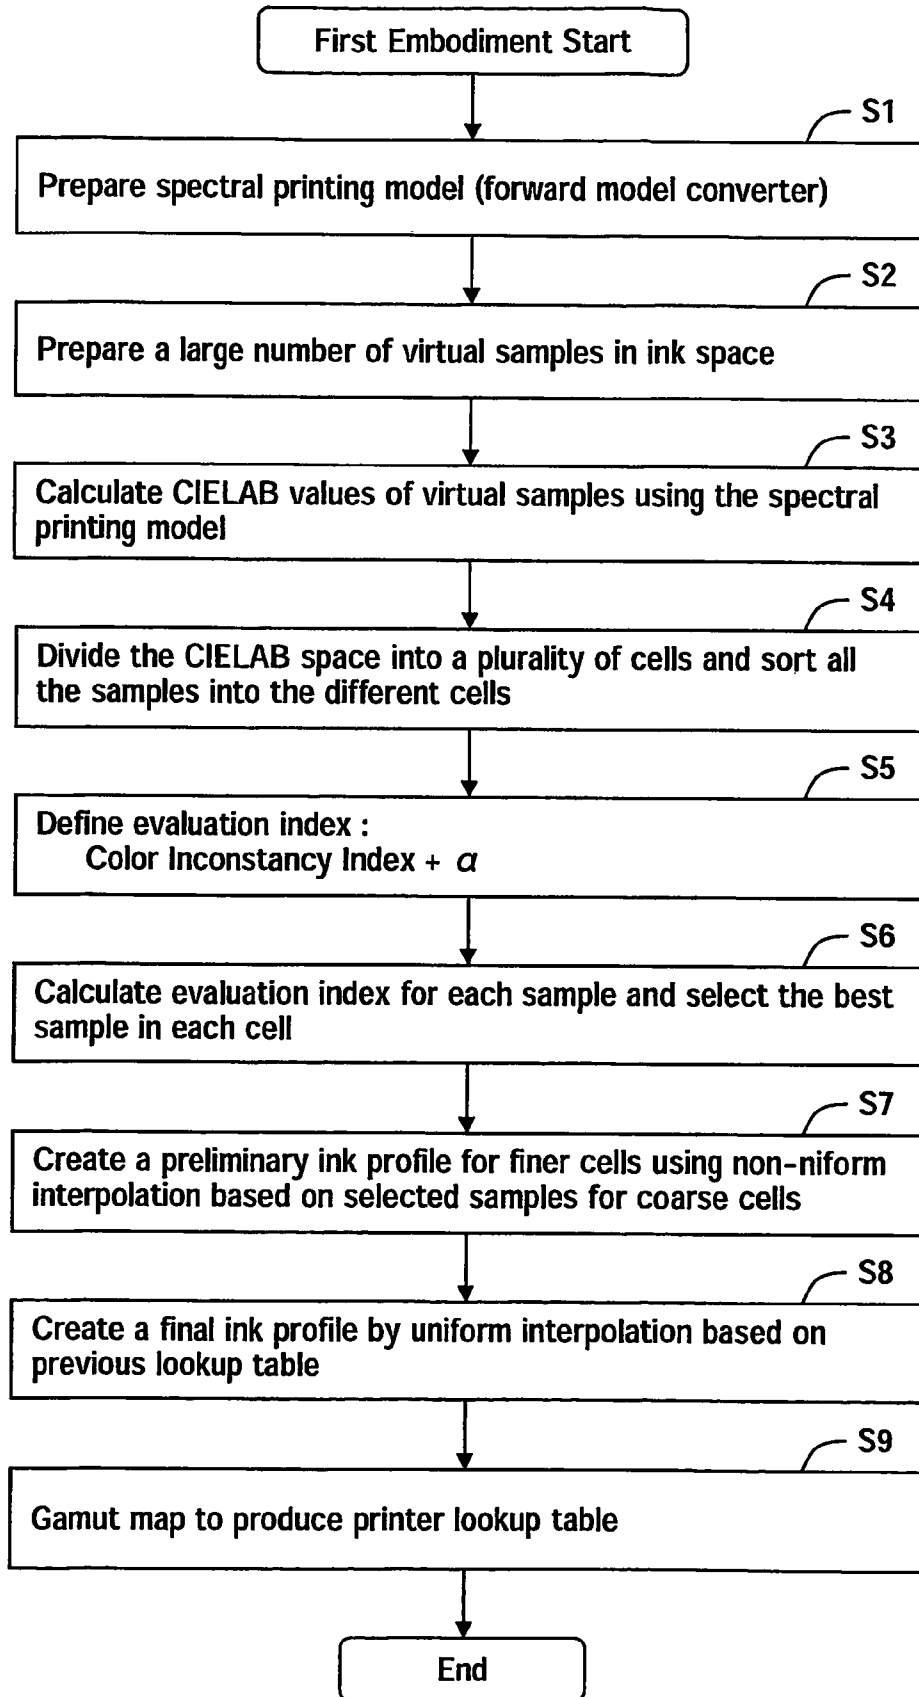 First Embodiment Start
S1
Prepare spectral printing model (forward model converter)
S2
Prepare a large number of virtual samples in ink space
S3
Calculate CIELAB values of virtual samples using the spectral
printing model
S4
Divide the CIELAB space into a plurality of cells and sort all
the samples into the different cells
S5
Define evaluation index :
Color Inconstancy Index + α
S6
Calculate evaluation index for each sample and select the best
sample in each cell
S7
Create a preliminary ink profile for finer cells using non-niform
interpolation based on selected samples for coarse cells
S8
Create a final ink profile by uniform interpolation based on
previous lookup table
S9
Gamut map to produce printer lookup table
End